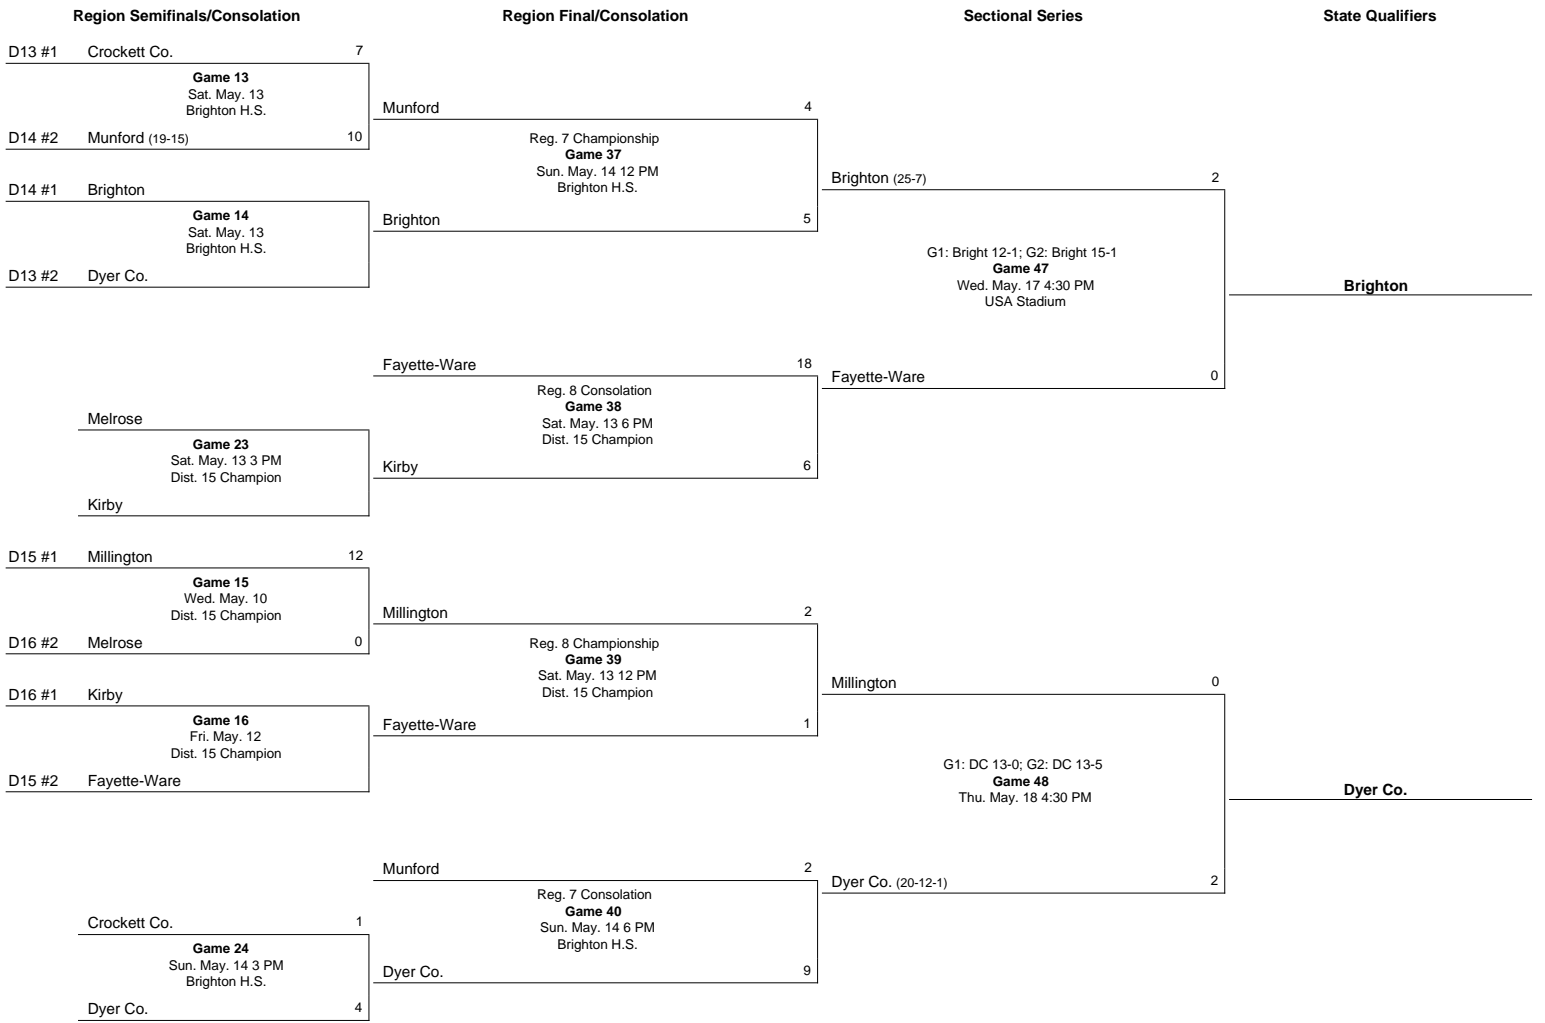 Region Semifinals/Consolation Region Final/Consolation Sectional Series State Qualifiers
D13 #1 Crockett Co. 7
Game 13
Sat. May. 13
Brighton H.S.
D14 #2 Munford (19-15) 10
D14 #1 Brighton
Game 14
Sat. May. 13
Brighton H.S.
D13 #2 Dyer Co.
Melrose
Game 23
Sat. May. 13 3 PM
Dist. 15 Champion
Kirby
D15 #1 Millington 12
Game 15
Wed. May. 10
Dist. 15 Champion
D16 #2 Melrose 0
D16 #1 Kirby
Game 16
Fri. May. 12
Dist. 15 Champion
D15 #2 Fayette-Ware
Crockett Co. 1
Game 24
Sun. May. 14 3 PM
Brighton H.S.
Dyer Co. 4
Munford 4
Reg. 7 Championship
Game 37
Sun. May. 14 12 PM
Brighton H.S.
Brighton 5
Fayette-Ware 18
Reg. 8 Consolation
Game 38
Sat. May. 13 6 PM
Dist. 15 Champion
Kirby 6
Millington 2
Reg. 8 Championship
Game 39
Sat. May. 13 12 PM
Dist. 15 Champion
Fayette-Ware 1
Munford 2
Reg. 7 Consolation
Game 40
Sun. May. 14 6 PM
Brighton H.S.
Dyer Co. 9
Brighton (25-7) 2
G1: Bright 12-1; G2: Bright 15-1
Game 47
Wed. May. 17 4:30 PM
USA Stadium
Fayette-Ware 0
Millington 0
G1: DC 13-0; G2: DC 13-5
Game 48
Thu. May. 18 4:30 PM
Dyer Co. (20-12-1) 2
Brighton
Dyer Co.